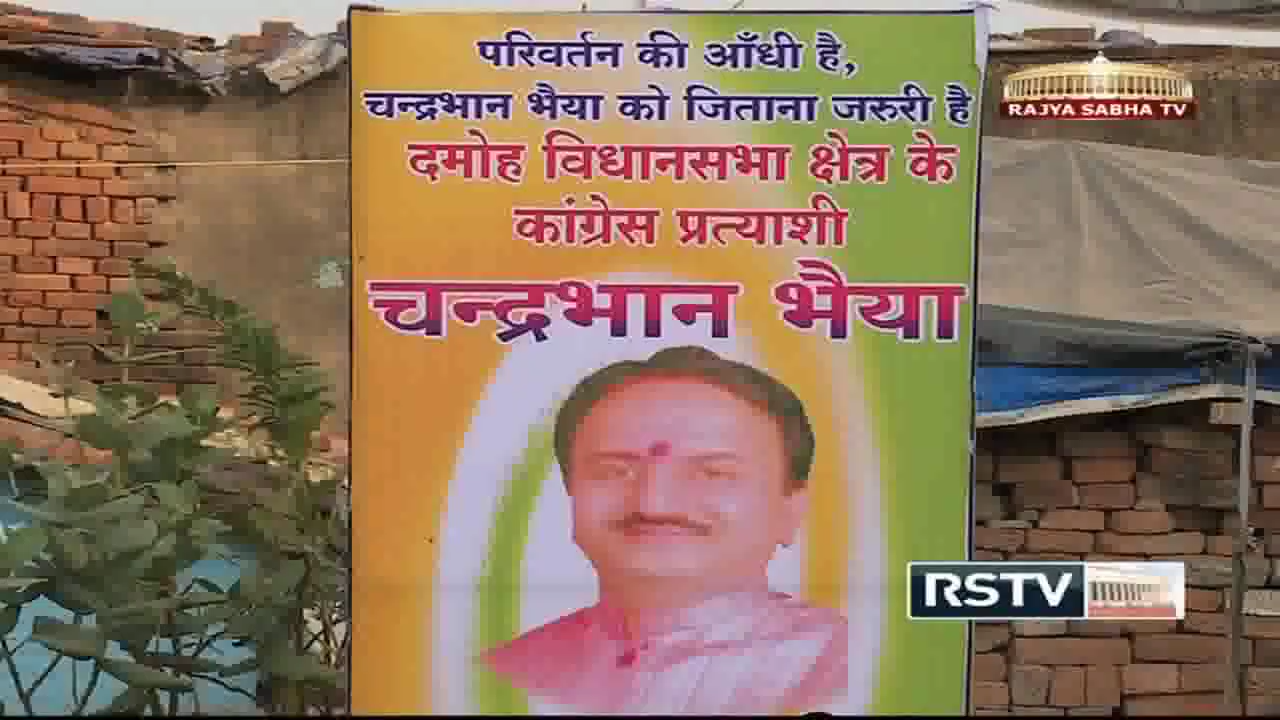 परिवर्तन की आँधी है,
चन्द्रभान भैया को जिताना जरुरी है
दमोह विधानसभा क्षेत्र के
कांग्रेस प्रत्याशी
चन्द्रभान भैया
RAJYA SABHA TV
RSTV